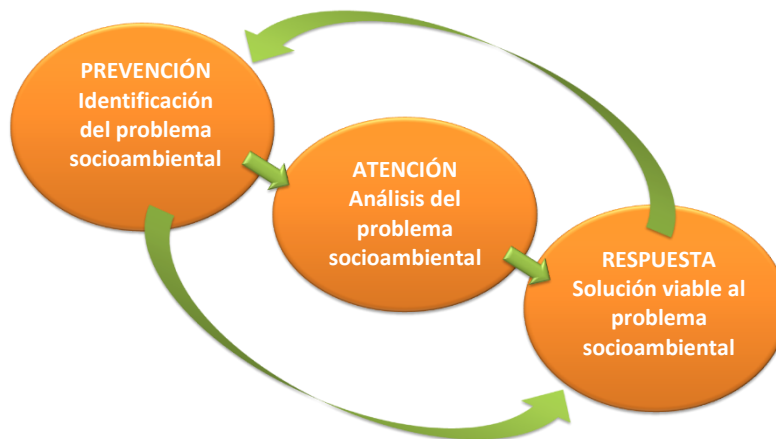 PREVENCIÓN
Identificación
del problema
socioambiental
ATENCIÓN
Análisis del
problema
socioambiental
RESPUESTA
Solución viable al
problema
socioambiental